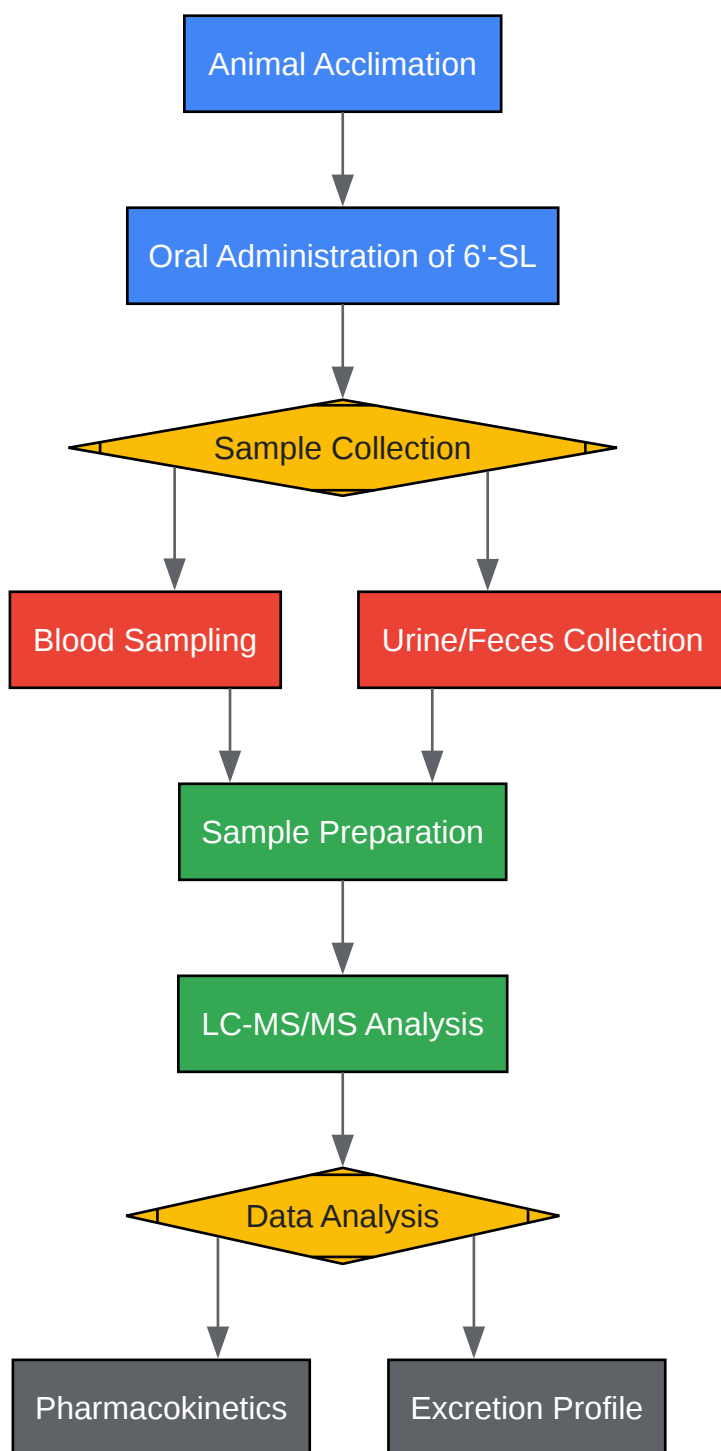 Animal Acclimation
Oral Administration of 6'-SL
Sample Collection
Blood Sampling
Urine/Feces Collection
Sample Preparation
LC-MS/MS Analysis
Data Analysis
Pharmacokinetics
Excretion Profile